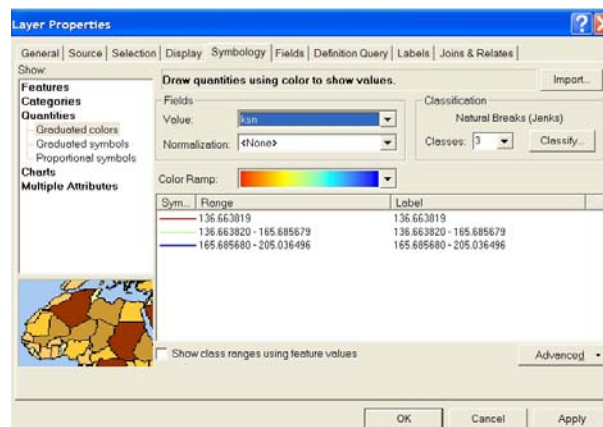 Layer Properties
General Source Selection Display Symbology Fields Definition Query Labels Joins & Relates
Show:
Features
Categories
Quantities
Graduated colors
Graduated symbols
Proportional symbols
Charts
Multiple Attributes
Draw quantities using color to show values.
Import...
Fields
Value: ksn
Normalization: <None>
Classification
Natural Breaks (Jenks)
Classes: 3 Classify...
Color Ramp:
Sym... Range Label
136.663819 136.663819
136.663820 - 165.685679 136.663820 - 165.685679
165.685680 - 205.036496 165.685680 - 205.036496
Show class ranges using feature values
Advanced
OK Cancel Apply